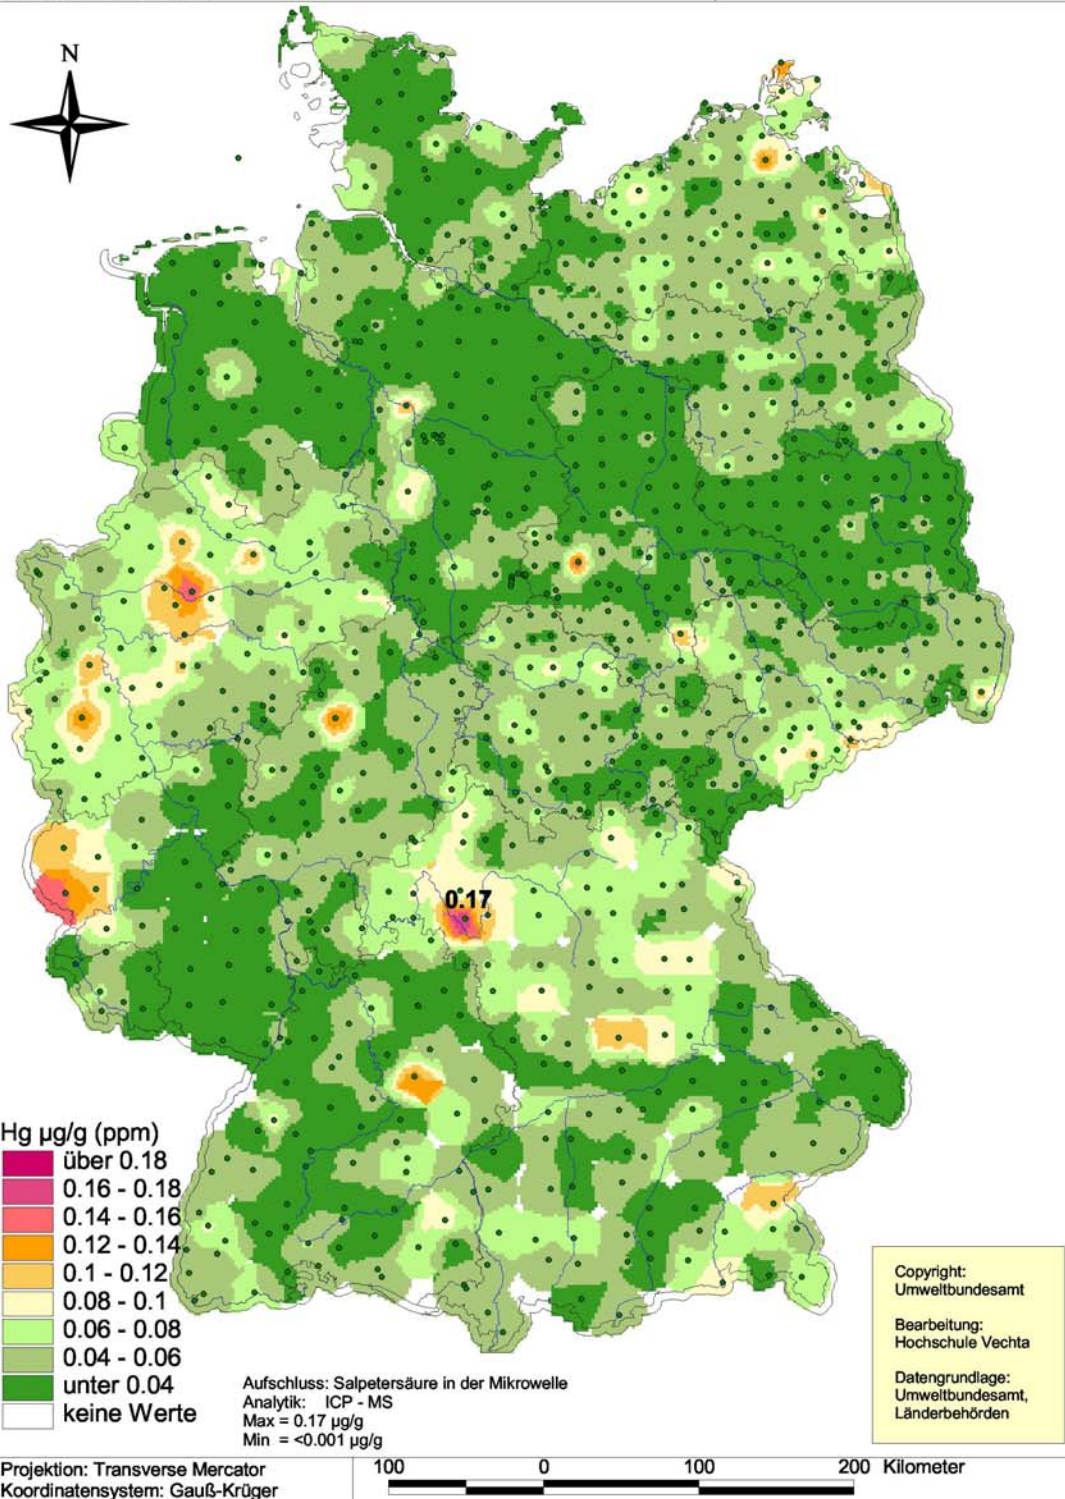 N
0.17
Hg µg/g (ppm)
über 0.18
0.16 - 0.18
0.14 - 0.16
0.12 - 0.14
0.1 - 0.12
0.08 - 0.1
0.06 - 0.08
0.04 - 0.06
unter 0.04
keine Werte
Aufschluss: Salpetersäure in der Mikrowelle
Analytik: ICP - MS
Max = 0.17 µg/g
Min = <0.001 µg/g
Copyright:
Umweltbundesamt
Bearbeitung:
Hochschule Vechta
Datengrundlage:
Umweltbundesamt,
Länderbehörden
Projektion: Transverse Mercator
Koordinatensystem: Gauß-Krüger
100 0 100 200 Kilometer